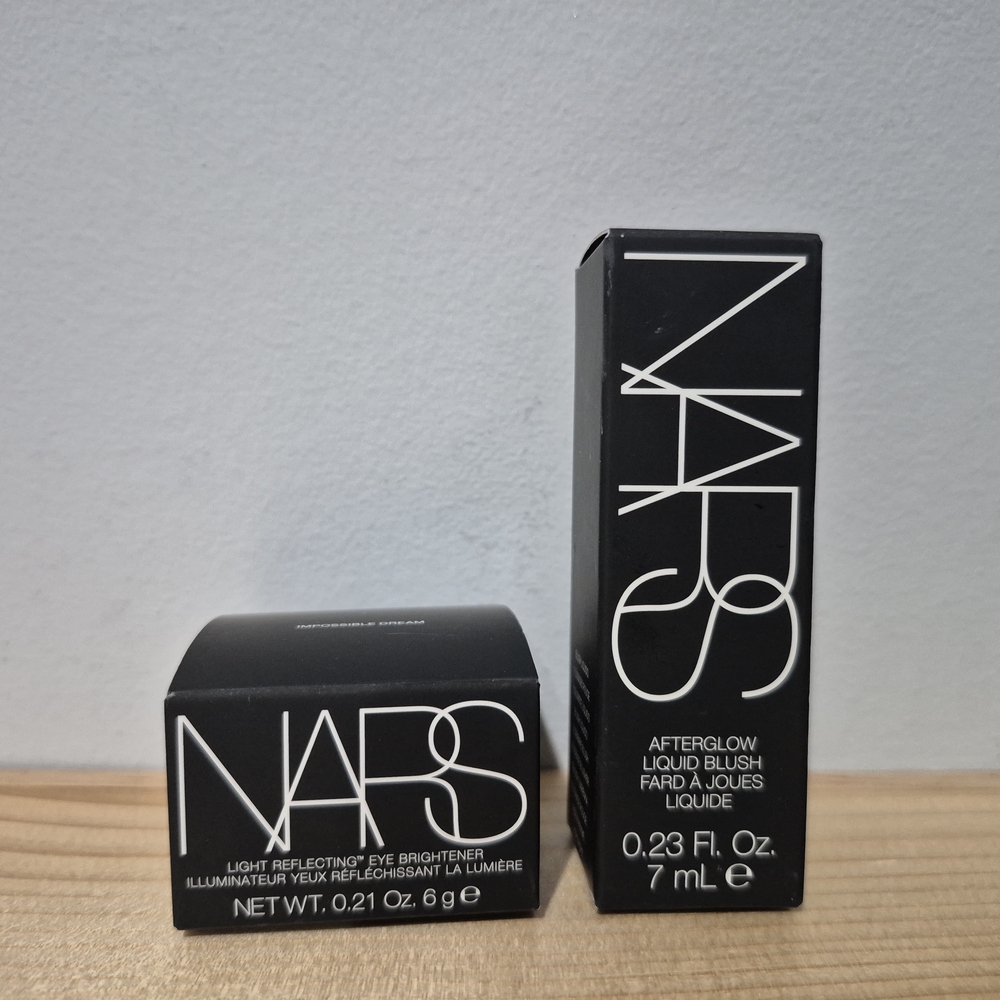 IMPOSSIBLE DREAM
NARS
LIGHT REFLECTING™ EYE BRIGHTENER
ILLUMINATEUR YEUX RÉFLÉCHISSANT LA LUMIÈRE
NET WT. 0.21 Oz. 6 g ℮
NARS
AFTERGLOW
LIQUID BLUSH
FARD À JOUES
LIQUIDE
0.23 Fl. Oz.
7 mL ℮